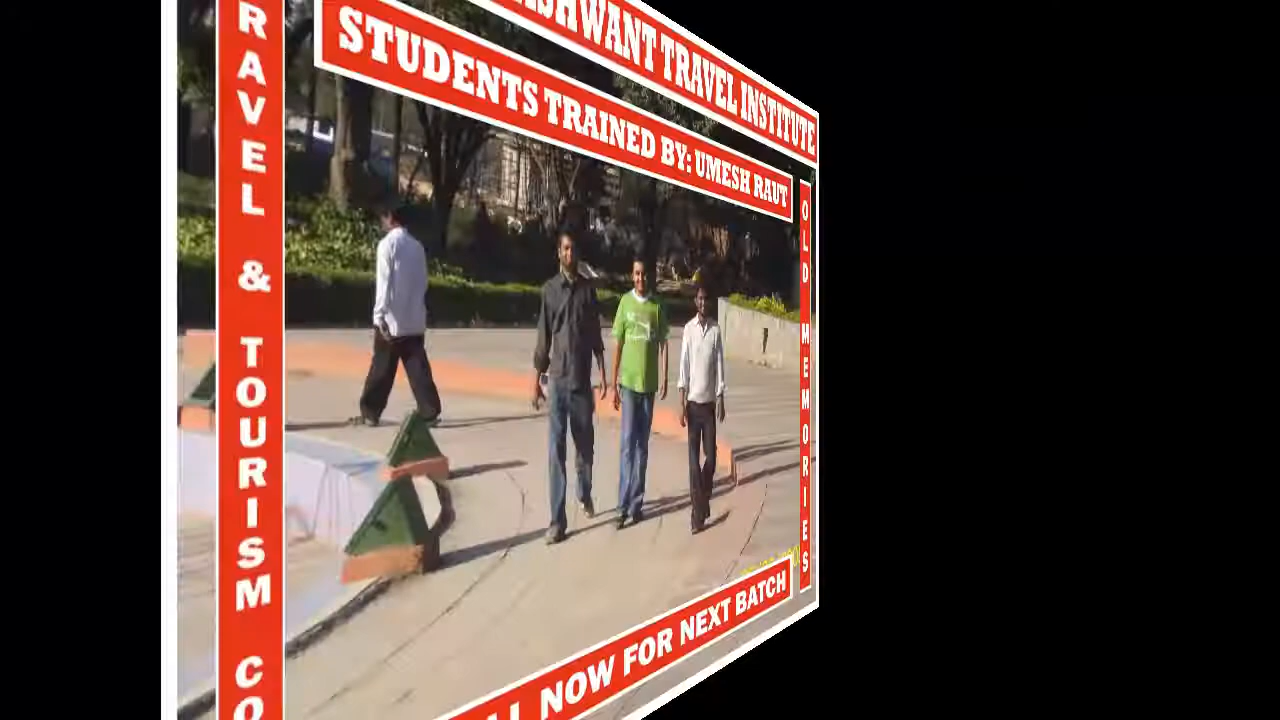 SHWANT TRAVEL INSTITUTE
STUDENTS TRAINED BY: UMESH RAUT
RAVEL & TOURISM CO
OLD MEMORIES
LL NOW FOR NEXT BATCH